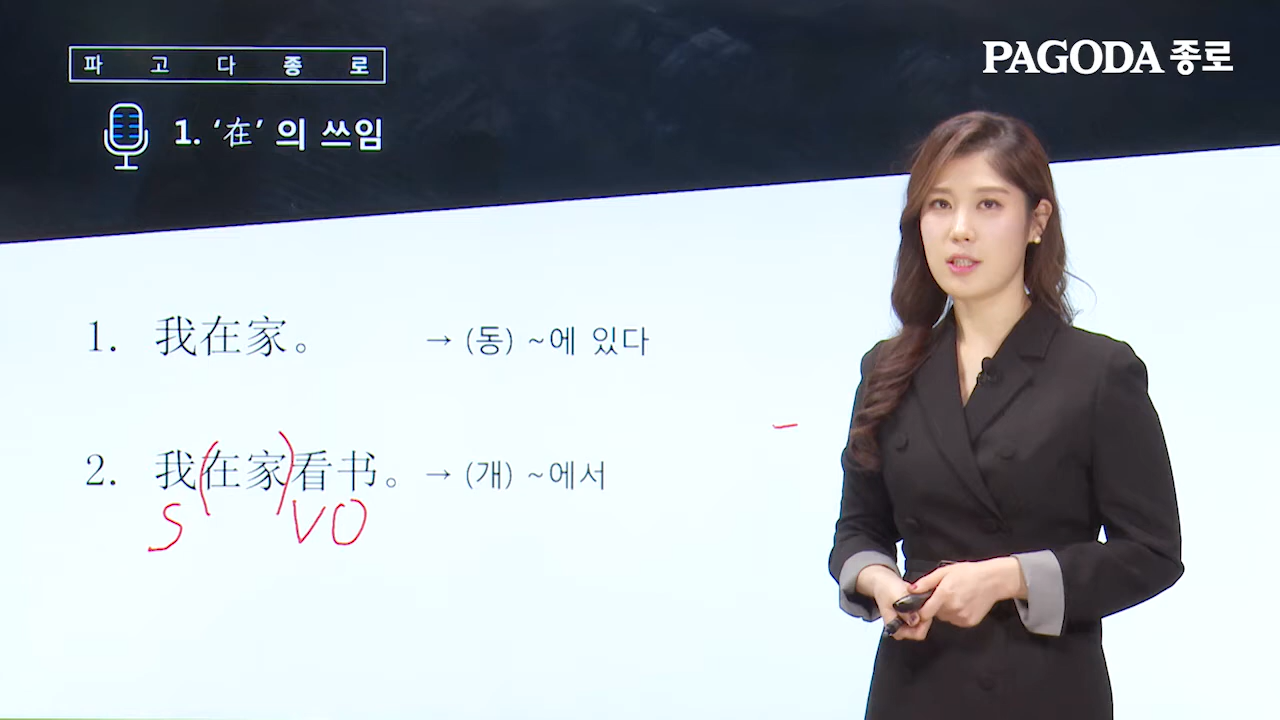 파고다종로
PAGODA 종로
1. ‘在’ 의 쓰임
1. 我在家。 → (동) ~에 있다
2. 我(在家)看书。 → (개) ~에서
S V O